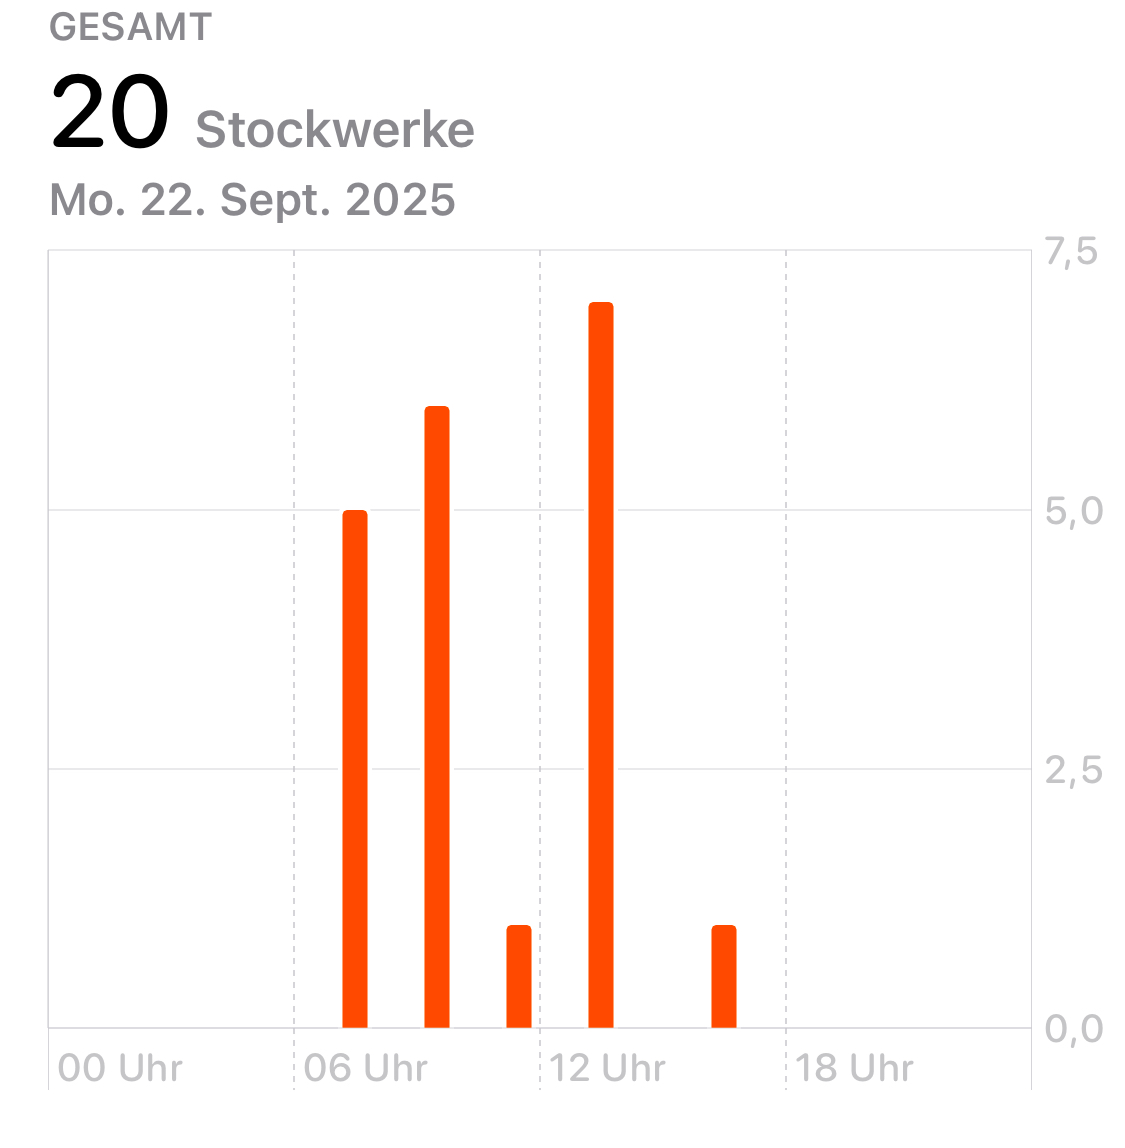 GESAMT
20 Stockwerke
Mo. 22. Sept. 2025
7,5
5,0
2,5
0,0
00 Uhr 06 Uhr 12 Uhr 18 Uhr